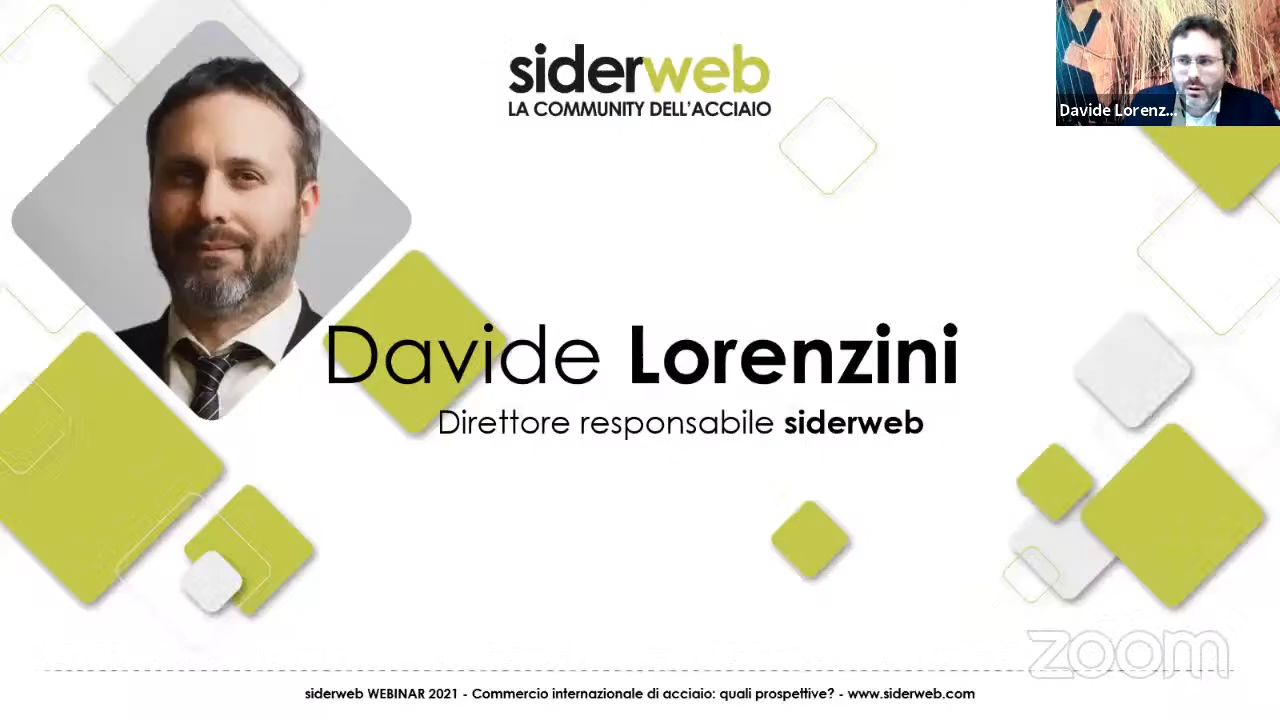 siderweb
LA COMMUNITY DELL'ACCIAIO
Davide Lorenz...
Davide Lorenzini
Direttore responsabile siderweb
zoom
siderweb WEBINAR 2021 - Commercio internazionale di acciaio: quali prospettive? - www.siderweb.com